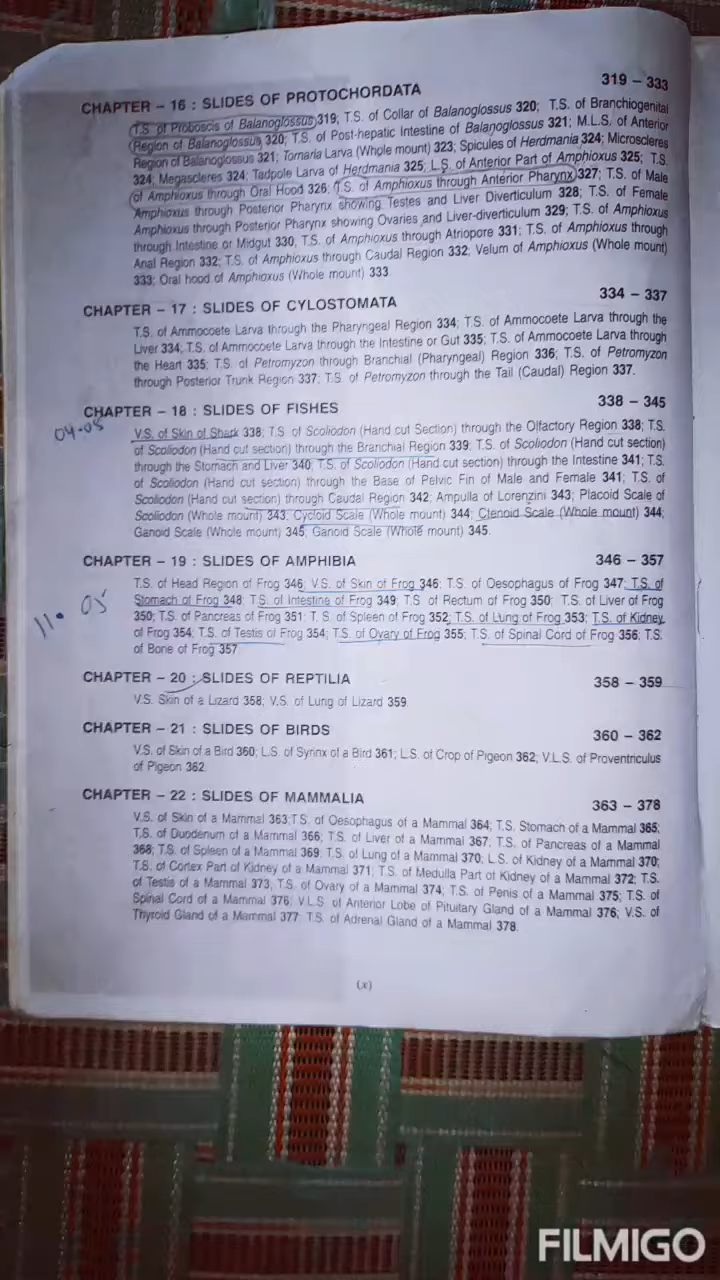 CHAPTER – 16 : SLIDES OF PROTOCHORDATA 319 – 333
T.S. of Proboscis of Balanoglossus 319; T.S. of Collar of Balanoglossus 320; T.S. of Branchiogenital
Region of Balanoglossus 320; T.S. of Post-hepatic Intestine of Balanoglossus 321; M.L.S. of Anterior
Region of Balanoglossus 321; Tornaria Larva (Whole mount) 323; Spicules of Herdmania 324; Microscleres
324; Megascleres 324; Tadpole Larva of Herdmania 325; L.S. of Anterior Part of Amphioxus 325; T.S.
of Amphioxus through Oral Hood 326; T.S. of Amphioxus through Anterior Pharynx 327; T.S. of Male
Amphioxus through Posterior Pharynx showing Testes and Liver Diverticulum 328; T.S. of Female
Amphioxus through Posterior Pharynx showing Ovaries and Liver-diverticulum 329; T.S. of Amphioxus
through Intestine or Midgut 330, T.S. of Amphioxus through Atriopore 331; T.S. of Amphioxus through
Anal Region 332; T.S. of Amphioxus through Caudal Region 332; Velum of Amphioxus (Whole mount)
333; Oral hood of Amphioxus (Whole mount) 333.
CHAPTER – 17 : SLIDES OF CYLOSTOMATA 334 – 337
T.S. of Ammocoete Larva through the Pharyngeal Region 334; T.S. of Ammocoete Larva through the
Liver 334; T.S. of Ammocoete Larva through the Intestine or Gut 335; T.S. of Ammocoete Larva through
the Heart 335; T.S. of Petromyzon through Branchial (Pharyngeal) Region 336; T.S. of Petromyzon
through Posterior Trunk Region 337; T.S. of Petromyzon through the Tail (Caudal) Region 337.
CHAPTER – 18 : SLIDES OF FISHES 338 – 345
04-05
V.S. of Skin of Shark 338; T.S. of Scoliodon (Hand cut Section) through the Olfactory Region 338; T.S.
of Scoliodon (Hand cut section) through the Branchial Region 339; T.S. of Scoliodon (Hand cut section)
through the Stomach and Liver 340; T.S. of Scoliodon (Hand cut section) through the Intestine 341; T.S.
of Scoliodon (Hand cut section) through the Base of Pelvic Fin of Male and Female 341; T.S. of
Scoliodon (Hand cut section) through Caudal Region 342; Ampulla of Lorenzini 343; Placoid Scale of
Scoliodon (Whole mount) 343; Cycloid Scale (Whole mount) 344; Ctenoid Scale (Whole mount) 344;
Ganoid Scale (Whole mount) 345; Ganoid Scale (Whole mount) 345.
CHAPTER – 19 : SLIDES OF AMPHIBIA 346 – 357
T.S. of Head Region of Frog 346; V.S. of Skin of Frog 346; T.S. of Oesophagus of Frog 347; T.S. of
Stomach of Frog 348; T.S. of Intestine of Frog 349; T.S. of Rectum of Frog 350; T.S. of Liver of Frog
11. 05
350; T.S. of Pancreas of Frog 351; T.S. of Spleen of Frog 352; T.S. of Lung of Frog 353; T.S. of Kidney
of Frog 354; T.S. of Testis of Frog 354; T.S. of Ovary of Frog 355; T.S. of Spinal Cord of Frog 356; T.S.
of Bone of Frog 357.
CHAPTER – 20 : SLIDES OF REPTILIA 358 – 359
V.S. Skin of a Lizard 358; V.S. of Lung of Lizard 359.
CHAPTER – 21 : SLIDES OF BIRDS 360 – 362
V.S. of Skin of a Bird 360; L.S. of Syrinx of a Bird 361; L.S. of Crop of Pigeon 362; V.L.S. of Proventriculus
of Pigeon 362.
CHAPTER – 22 : SLIDES OF MAMMALIA 363 – 378
V.S. of Skin of a Mammal 363; T.S. of Oesophagus of a Mammal 364; T.S. Stomach of a Mammal 365;
T.S. of Duodenum of a Mammal 366; T.S. of Liver of a Mammal 367; T.S. of Pancreas of a Mammal
368; T.S. of Spleen of a Mammal 369; T.S. of Lung of a Mammal 370; L.S. of Kidney of a Mammal 370;
T.S. of Cortex Part of Kidney of a Mammal 371; T.S. of Medulla Part of Kidney of a Mammal 372; T.S.
of Testis of a Mammal 373; T.S. of Ovary of a Mammal 374; T.S. of Penis of a Mammal 375; T.S. of
Spinal Cord of a Mammal 376; V.L.S. of Anterior Lobe of Pituitary Gland of a Mammal 376; V.S. of
Thyroid Gland of a Mammal 377; T.S. of Adrenal Gland of a Mammal 378.
(x)
FILMIGO